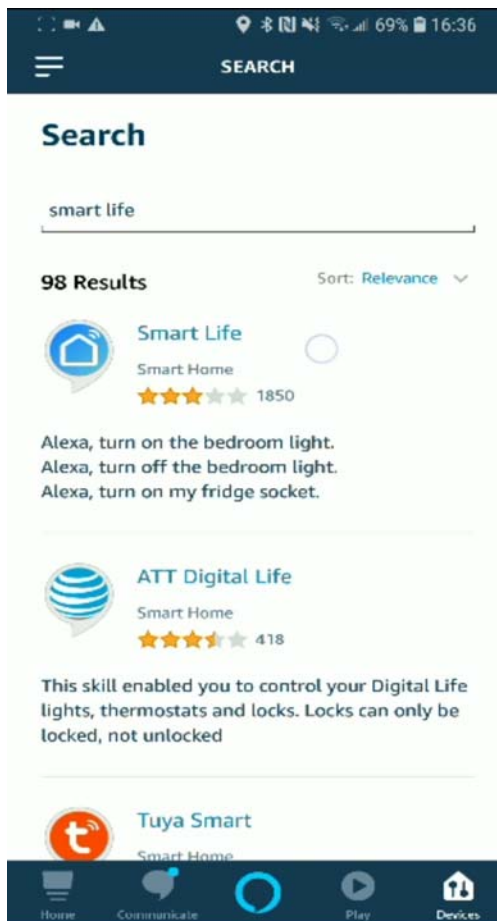 69% 16:36
SEARCH
Search
smart life
98 Results
Sort: Relevance
Smart Life
Smart Home
1850
Alexa, turn on the bedroom light.
Alexa, turn off the bedroom light.
Alexa, turn on my fridge socket.
ATT Digital Life
Smart Home
418
This skill enabled you to control your Digital Life
lights, thermostats and locks. Locks can only be
locked, not unlocked
Tuya Smart
Smart Home
Home Communicate Play Devices